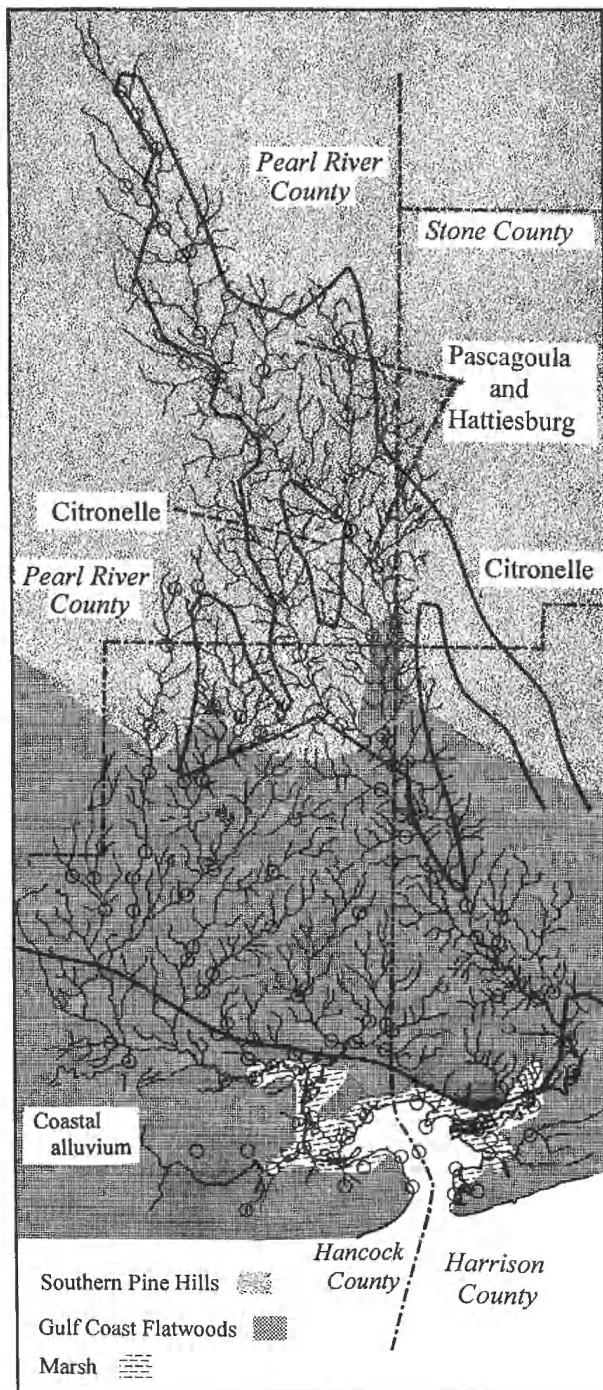 Pearl River
County
Stone County
Pascagoula
and
Hattiesburg
Citronelle
Citronelle
Pearl River
County
Coastal
alluvium
Hancock
County
Harrison
County
Southern Pine Hills
Gulf Coast Flatwoods
Marsh